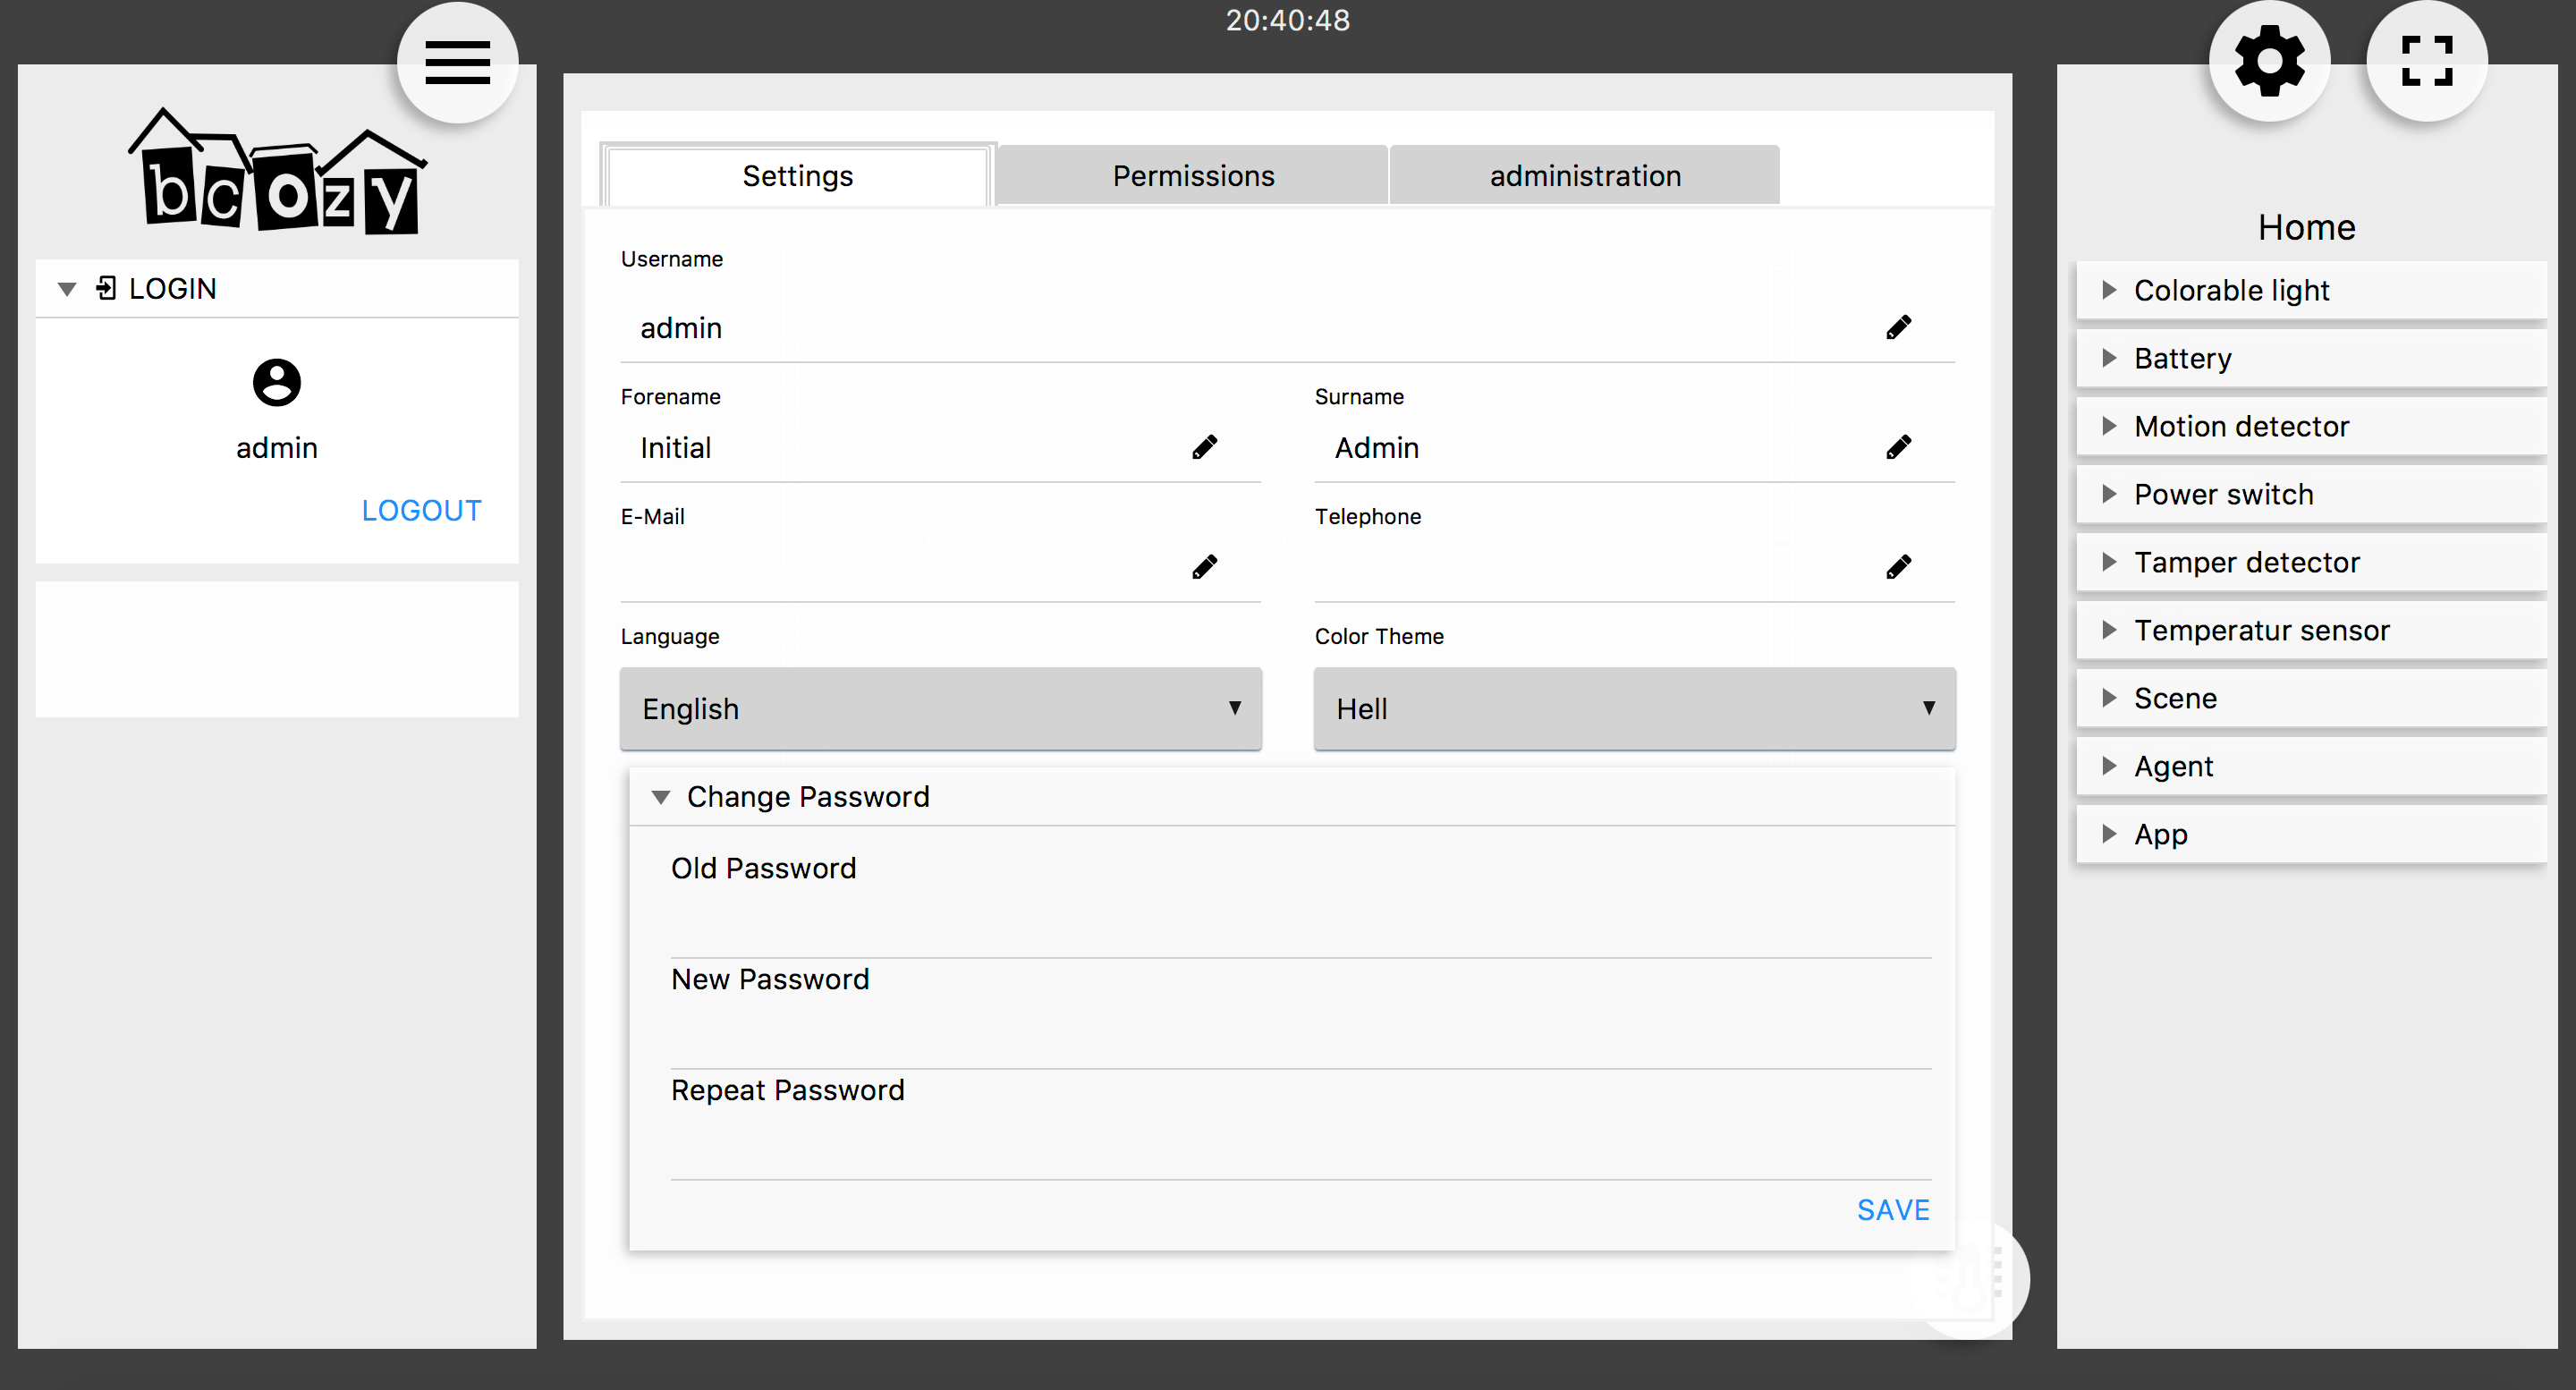 20:40:48
bcozy
LOGIN
admin
LOGOUT
Settings
Permissions
administration
Username
admin
Forename
Surname
Initial
Admin
E-Mail
Telephone
Language
Color Theme
English
Hell
Change Password
Old Password
New Password
Repeat Password
SAVE
Home
Colorable light
Battery
Motion detector
Power switch
Tamper detector
Temperatur sensor
Scene
Agent
App